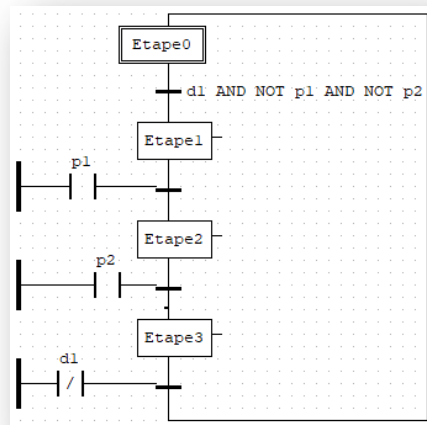 Etape0
d1 AND NOT p1 AND NOT p2
Etape1
p1
Etape2
p2
Etape3
d1
/